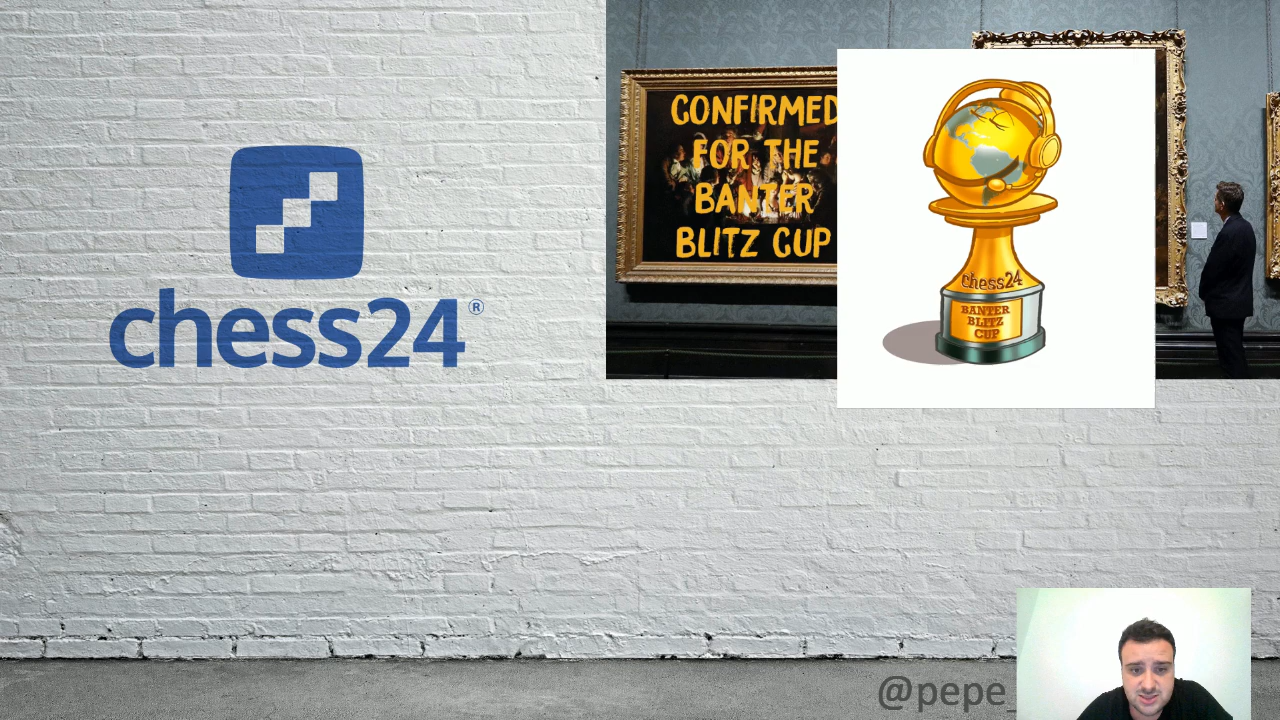 chess24®
CONFIRMED
FOR THE
BANTER
BLITZ CUP
chess24
BANTER
BLITZ
CUP
@pepe_